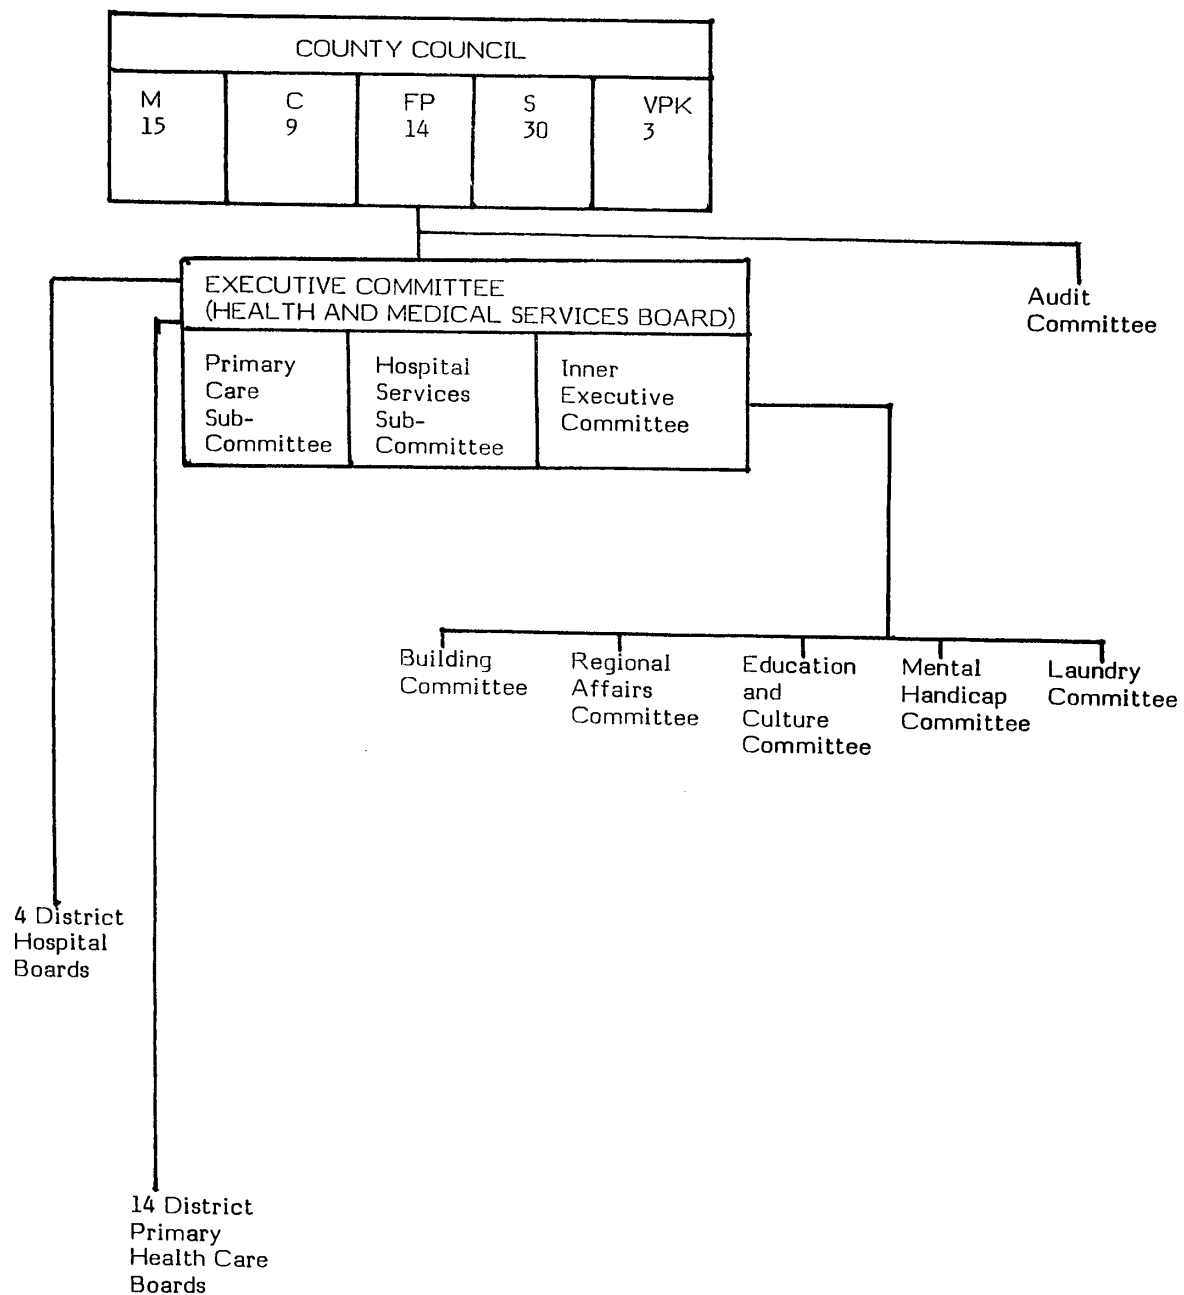 COUNTY COUNCIL
M
15
C
9
FP
14
S
30
VPK
3
EXECUTIVE COMMITTEE
(HEALTH AND MEDICAL SERVICES BOARD)
Primary
Care
Sub-
Committee
Hospital
Services
Sub-
Committee
Inner
Executive
Committee
Audit
Committee
Building
Committee
Regional
Affairs
Committee
Education
and
Culture
Committee
Mental
Handicap
Committee
Laundry
Committee
4 District
Hospital
Boards
14 District
Primary
Health Care
Boards